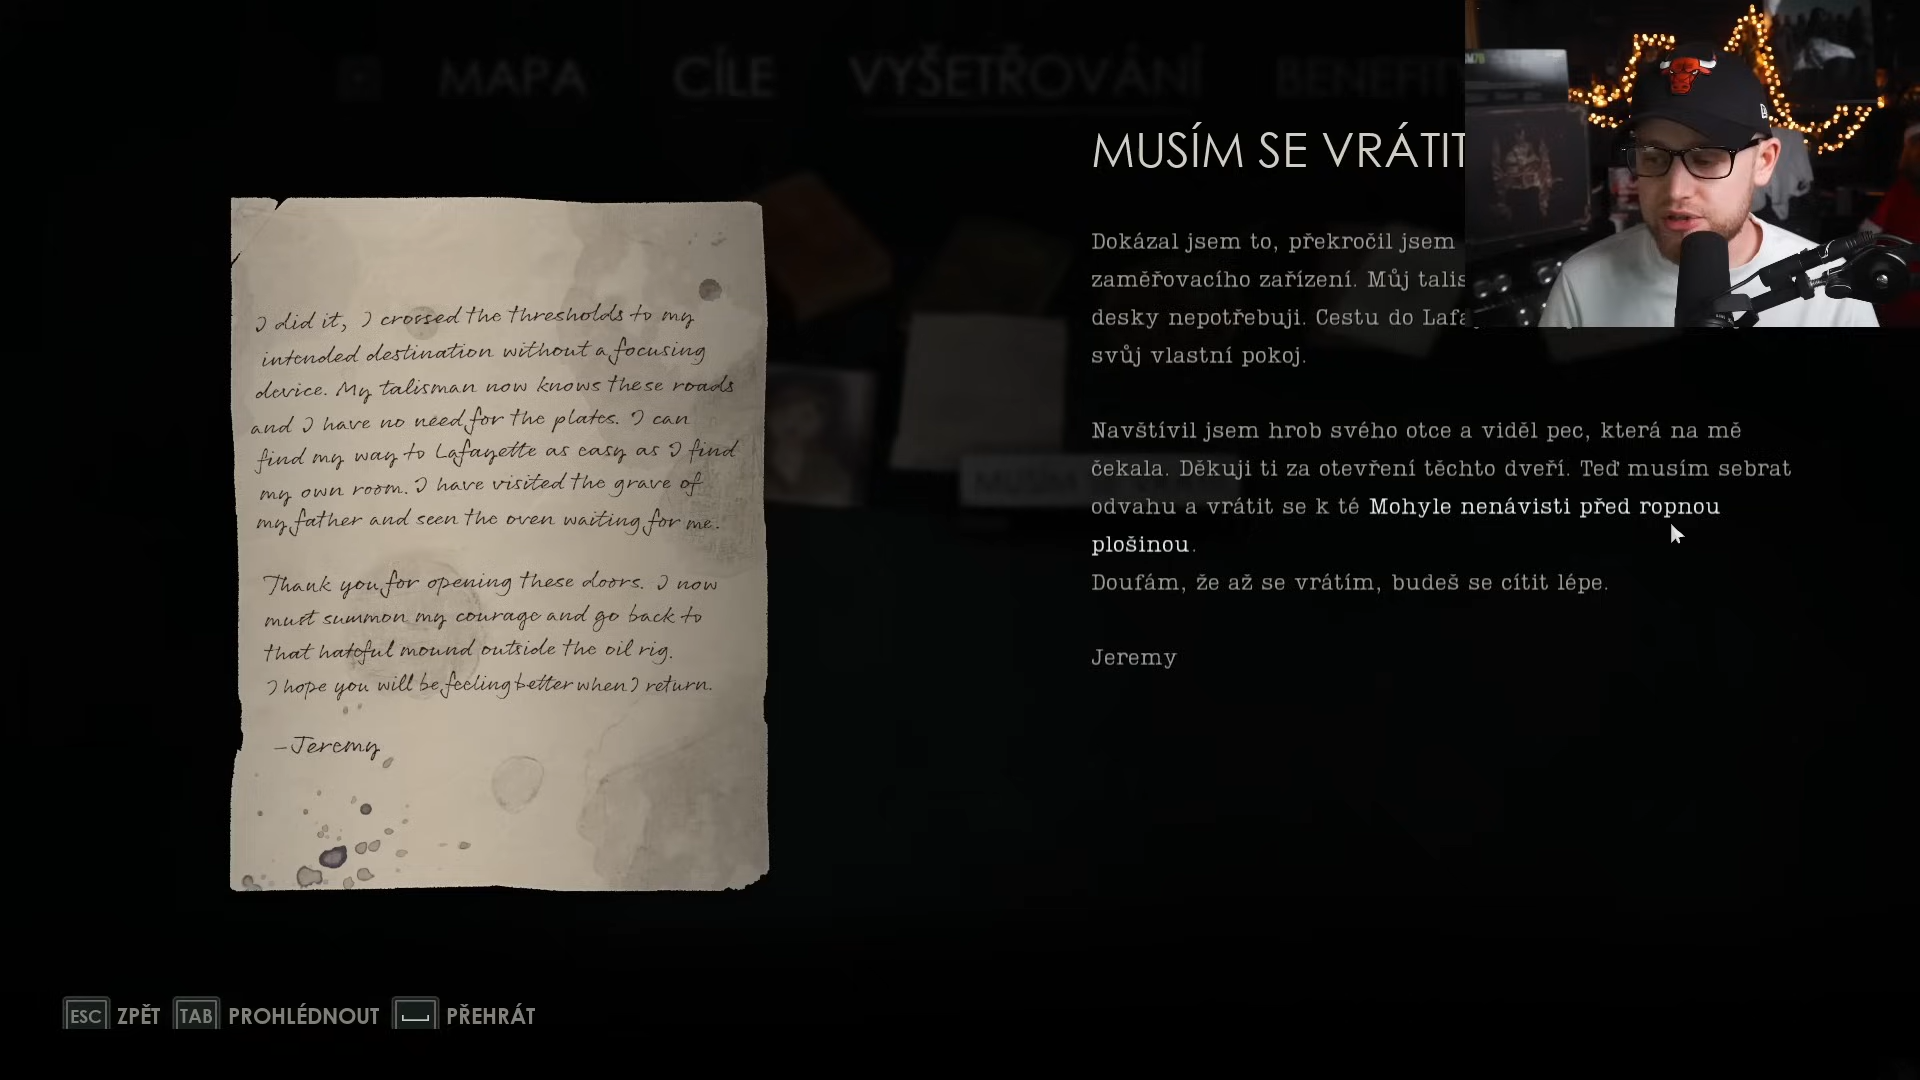 MAPA CÍLE VYŠETŘOVÁNÍ BENEFITY
MUSÍM SE VRÁTIT
I did it, I crossed the thresholds to my
intended destination without a focusing
device. My talisman now knows these roads
and I have no need for the plates. I can
find my way to Lafayette as easy as I find
my own room. I have visited the grave of
my father and seen the oven waiting for me.
Thank you for opening these doors. I now
must summon my courage and go back to
that hateful mound outside the oil rig.
I hope you will be feeling better when I return.
–Jeremy
Dokázal jsem to, překročil jsem
zaměřovacího zařízení. Můj talis
desky nepotřebuji. Cestu do Lafa
svůj vlastní pokoj.
Navštívil jsem hrob svého otce a viděl pec, která na mě
čekala. Děkuji ti za otevření těchto dveří. Teď musím sebrat
odvahu a vrátit se k té Mohyle nenávisti před ropnou
plošinou.
Doufám, že až se vrátím, budeš se cítit lépe.
Jeremy
ESC ZPĚT TAB PROHLÉDNOUT PŘEHRÁT